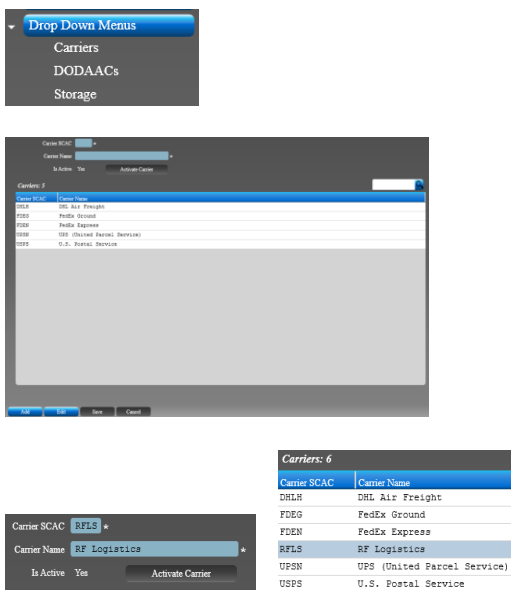 Drop Down Menus
Carriers
DODAACs
Storage
Carrier SCAC *
Carrier Name *
Is Active Yes Activate Carrier
Carriers: 5
Carrier SCAC Carrier Name
DHLH DHL Air Freight
FDEG FedEx Ground
FDEN FedEx Express
UPSN UPS (United Parcel Service)
USPS U.S. Postal Service
Add Edit Save Cancel
Carrier SCAC RFLS *
Carrier Name RF Logistics *
Is Active Yes Activate Carrier
Carriers: 6
Carrier SCAC Carrier Name
DHLH DHL Air Freight
FDEG FedEx Ground
FDEN FedEx Express
RFLS RF Logistics
UPSN UPS (United Parcel Service)
USPS U.S. Postal Service